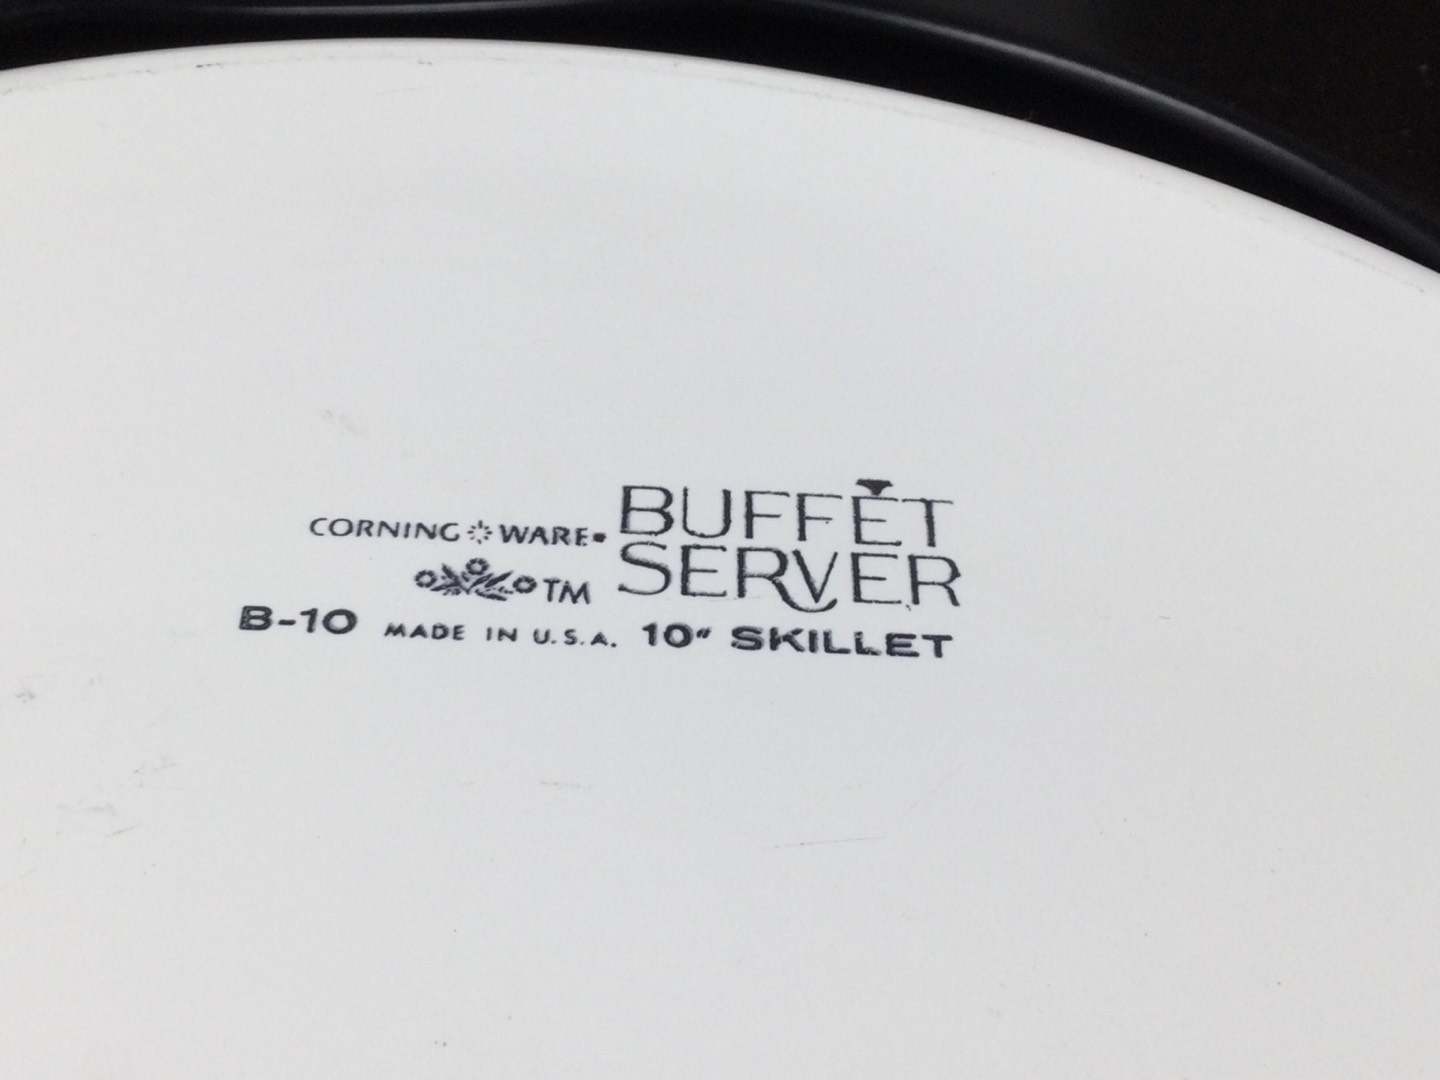 CORNING WARE BUFFET
TM SERVER
B-10 MADE IN U.S.A. 10" SKILLET